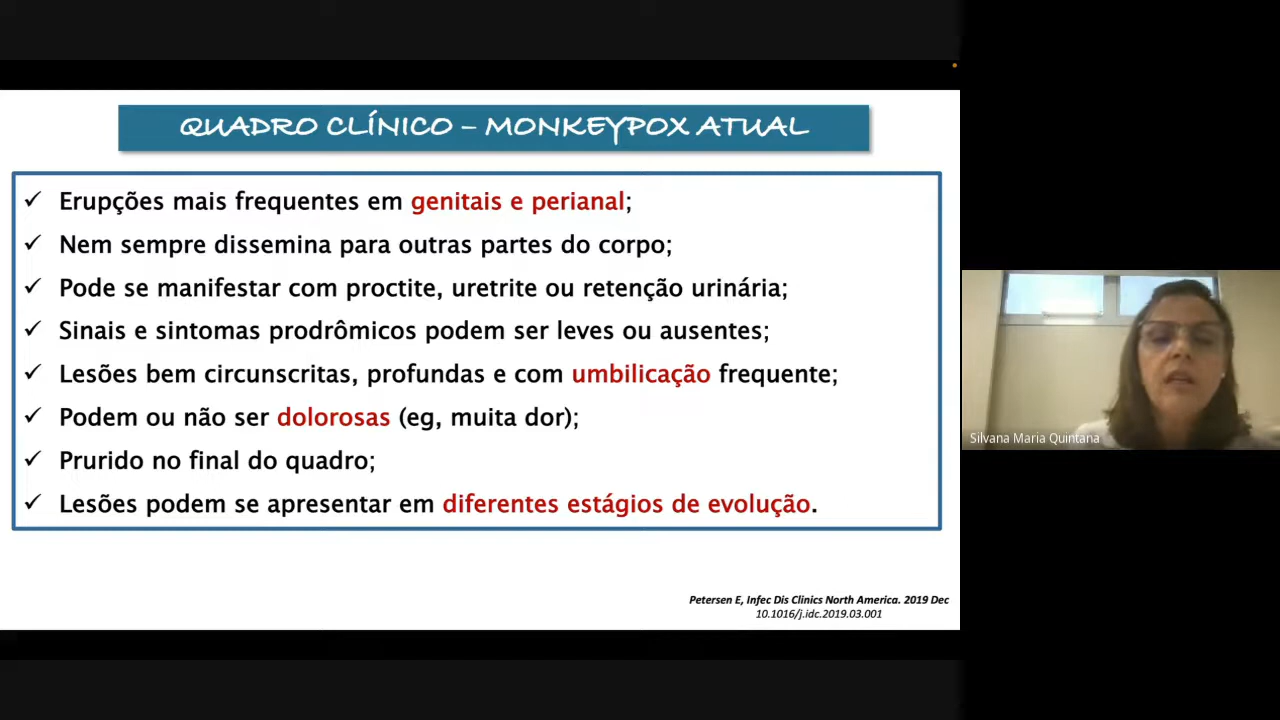 QUADRO CLÍNICO – MONKEYPOX ATUAL
✓ Erupções mais frequentes em genitais e perianal;
✓ Nem sempre dissemina para outras partes do corpo;
✓ Pode se manifestar com proctite, uretrite ou retenção urinária;
✓ Sinais e sintomas prodrômicos podem ser leves ou ausentes;
✓ Lesões bem circunscritas, profundas e com umbilicação frequente;
✓ Podem ou não ser dolorosas (eg, muita dor);
✓ Prurido no final do quadro;
✓ Lesões podem se apresentar em diferentes estágios de evolução.
Petersen E, Infec Dis Clinics North America. 2019 Dec
10.1016/j.idc.2019.03.001
Silvana Maria Quintana